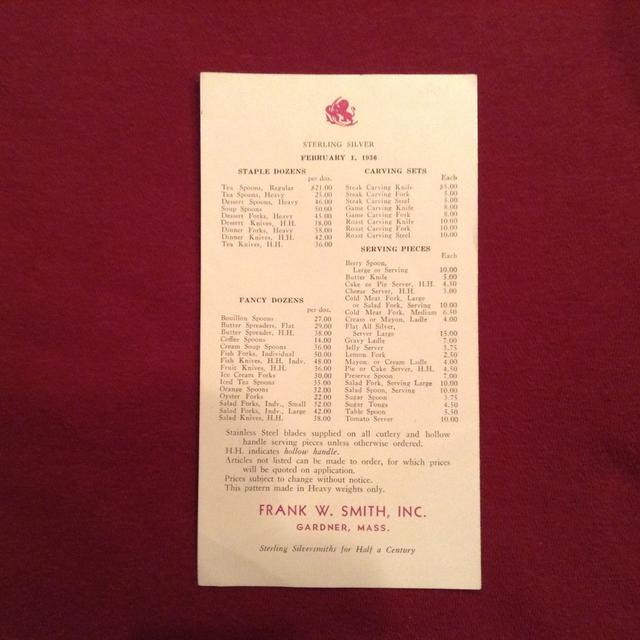 STERLING SILVER
FEBRUARY 1, 1936
STAPLE DOZENS
per doz.
Tea Spoons, Regular $21.00
Tea Spoons, Heavy 25.00
Dessert Spoons, Heavy 46.00
Soup Spoons 50.00
Dessert Forks, Heavy 45.00
Dessert Knives, H.H. 38.00
Dinner Forks, Heavy 58.00
Dinner Knives, H.H. 42.00
Tea Knives, H.H. 36.00
FANCY DOZENS
per doz.
Bouillon Spoons 27.00
Butter Spreaders, Flat 29.00
Butter Spreader, H.H. 38.00
Coffee Spoons 14.00
Cream Soup Spoons 36.00
Fish Forks, Individual 50.00
Fish Knives, H.H. Indv. 48.00
Fruit Knives, H.H. 36.00
Ice Cream Forks 30.00
Iced Tea Spoons 35.00
Orange Spoons 32.00
Oyster Forks 22.00
Salad Forks, Indv., Small 32.00
Salad Forks, Indv., Large 42.00
Salad Knives, H.H. 38.00
CARVING SETS
Each
Steak Carving Knife $5.00
Steak Carving Fork 5.00
Steak Carving Steel 5.00
Game Carving Knife 8.00
Game Carving Fork 8.00
Roast Carving Knife 10.00
Roast Carving Fork 10.00
Roast Carving Steel 10.00
SERVING PIECES
Each
Berry Spoon,
Large or Serving 10.00
Butter Knife 5.00
Cake or Pie Server, H.H. 4.50
Cheese Server, H.H. 3.00
Cold Meat Fork, Large
or Salad Fork, Serving 10.00
Cold Meat Fork, Medium 6.50
Cream or Mayon. Ladle 4.00
Flat All Silver,
Server Large 15.00
Gravy Ladle 7.00
Jelly Server 3.75
Lemon Fork 2.50
Mayon. or Cream Ladle 4.00
Pie or Cake Server, H.H. 4.50
Preserve Spoon 7.00
Salad Fork, Serving Large 10.00
Salad Spoon, Serving 10.00
Sugar Spoon 3.75
Sugar Tongs 4.50
Table Spoon 5.50
Tomato Server 10.00
Stainless Steel blades supplied on all cutlery and hollow
handle serving pieces unless otherwise ordered.
H.H. indicates hollow handle.
Articles not listed can be made to order, for which prices
will be quoted on application.
Prices subject to change without notice.
This pattern made in Heavy weights only.
FRANK W. SMITH, INC.
GARDNER, MASS.
Sterling Silversmiths for Half a Century